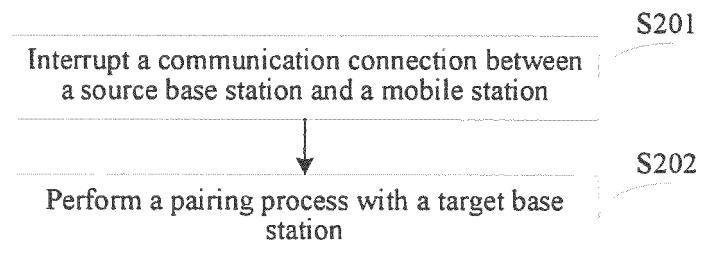 S201
Interrupt a communication connection between
a source base station and a mobile station
S202
Perform a pairing process with a target base
station